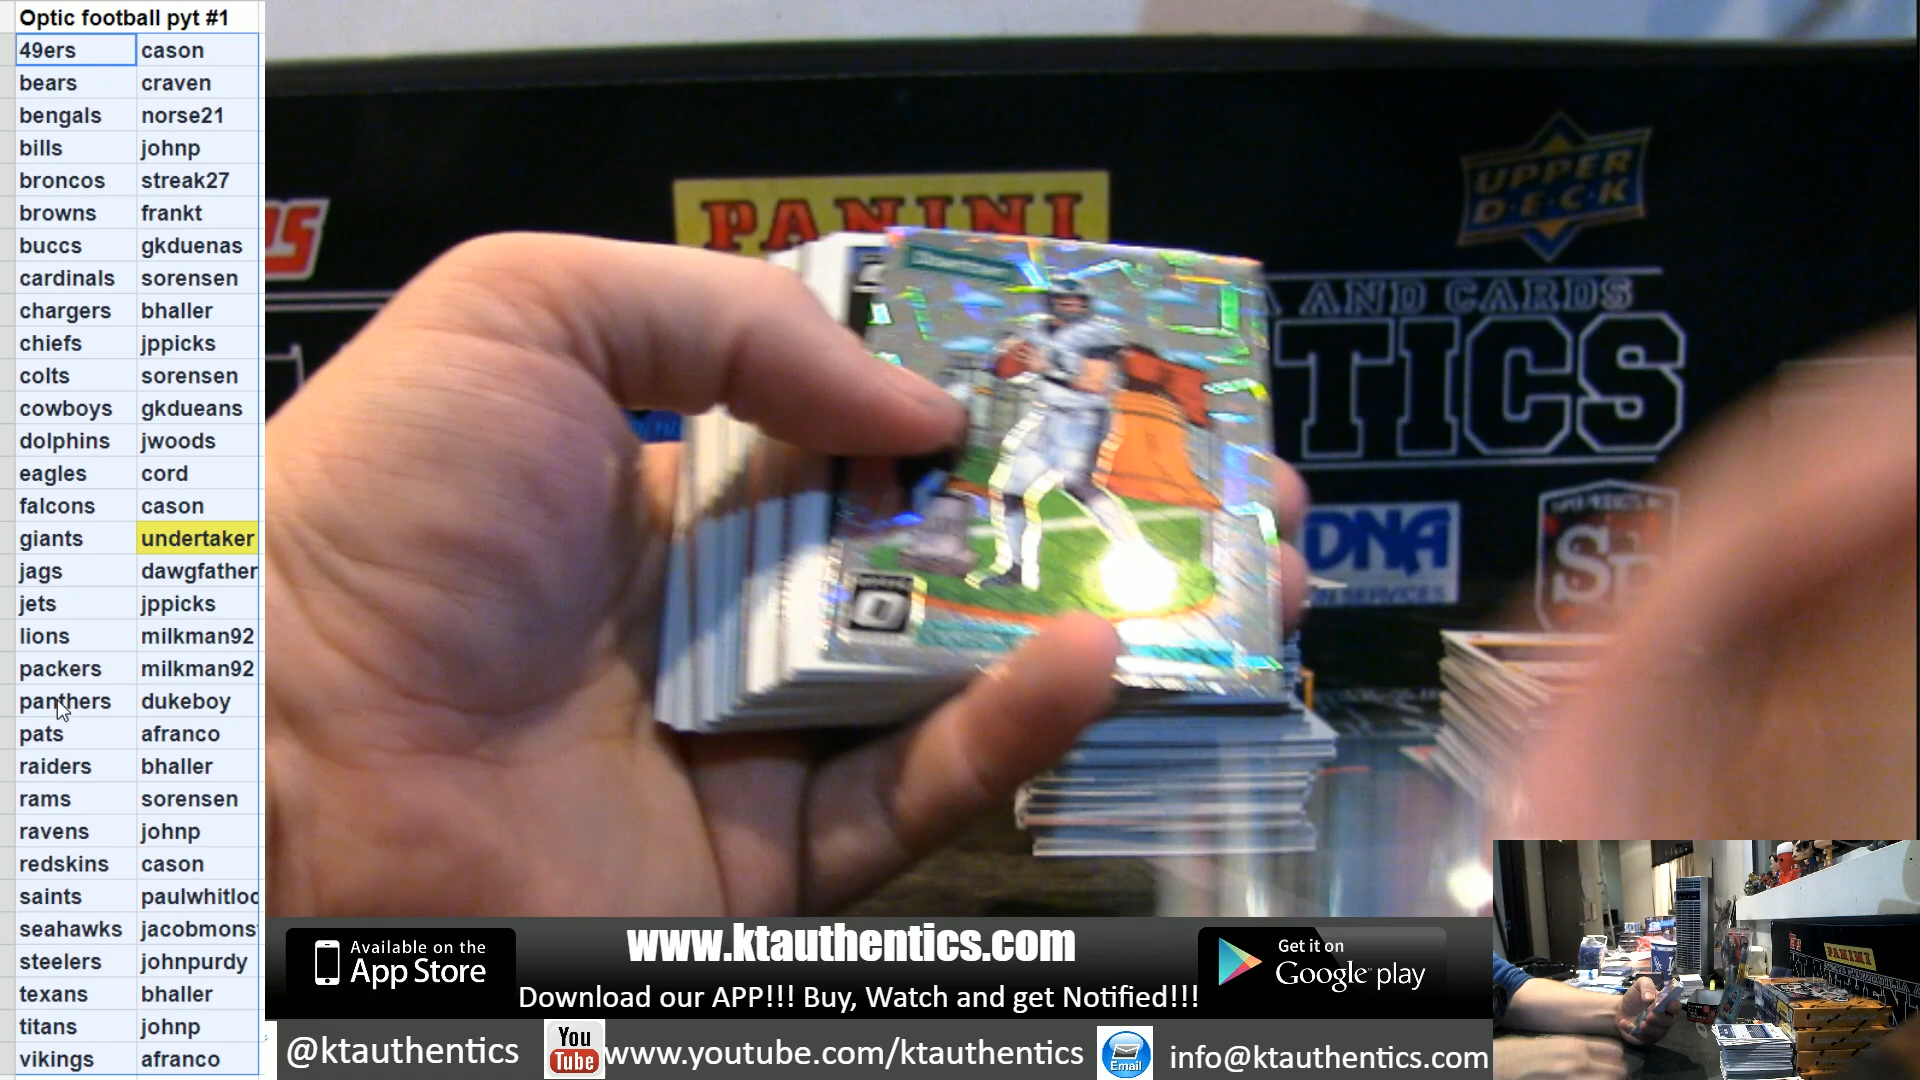 Optic football pyt #1
49ers cason
bears craven
bengals norse21
bills johnp
broncos streak27
browns frankt
buccs gkduenas
cardinals sorensen
chargers bhaller
chiefs jppicks
colts sorensen
cowboys gkdueans
dolphins jwoods
eagles cord
falcons cason
giants undertaker
jags dawgfather
jets jppicks
lions milkman92
packers milkman92
panthers dukeboy
pats afranco
raiders bhaller
rams sorensen
ravens johnp
redskins cason
saints paulwhitloc
seahawks jacobmons
steelers johnpurdy
texans bhaller
titans johnp
vikings afranco
PANINI
UPPER
D·E·C·K
AND CARDS
TICS
DNA
Available on the
App Store
www.ktauthentics.com
Get it on
Google play
Download our APP!!! Buy, Watch and get Notified!!!
@ktauthentics
You
Tube
www.youtube.com/ktauthentics
Email
info@ktauthentics.com
PANINI